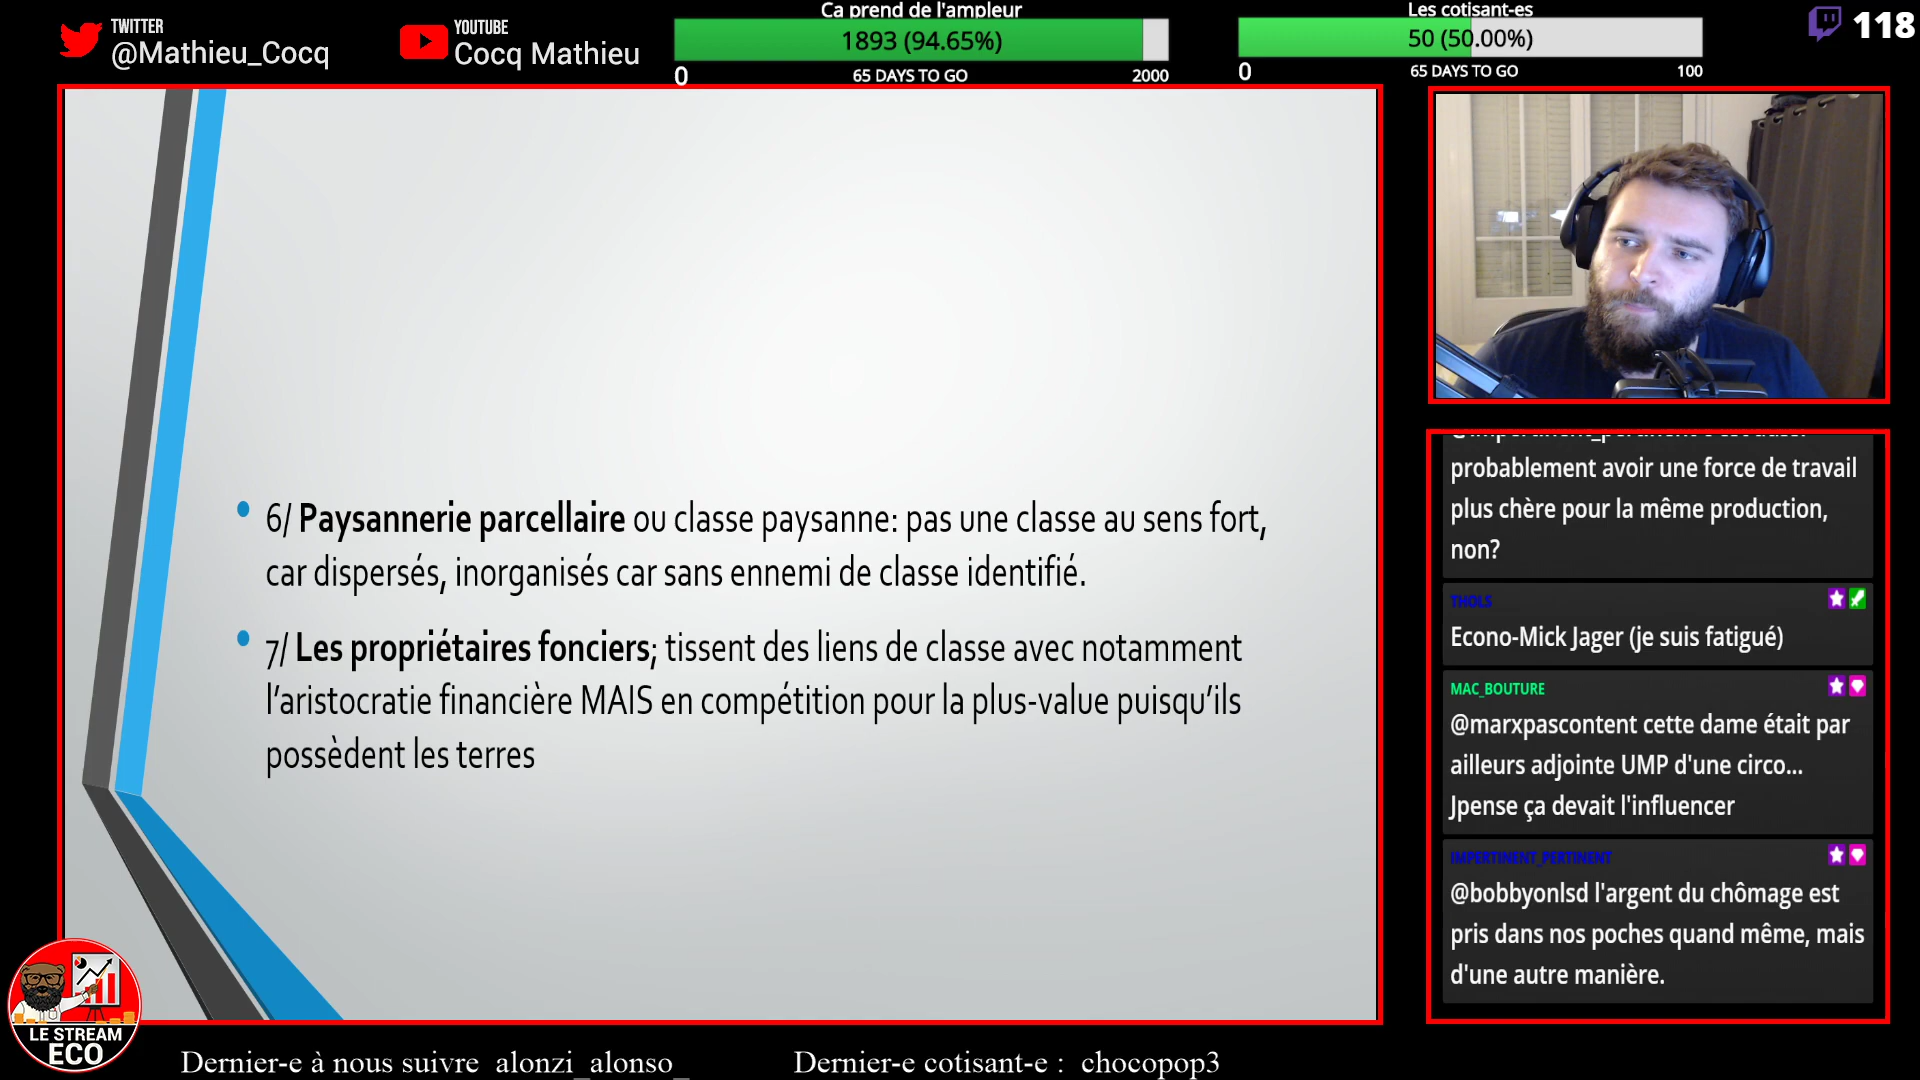 TWITTER
@Mathieu_Cocq
YOUTUBE
Cocq Mathieu
Ca prend de l'ampleur
1893 (94.65%)
0
65 DAYS TO GO
2000
Les cotisant-es
50 (50.00%)
0
65 DAYS TO GO
100
118
• 6/ Paysannerie parcellaire ou classe paysanne: pas une classe au sens fort,
car dispersés, inorganisés car sans ennemi de classe identifié.
• 7/ Les propriétaires fonciers; tissent des liens de classe avec notamment
l'aristocratie financière MAIS en compétition pour la plus-value puisqu'ils
possèdent les terres
probablement avoir une force de travail
plus chère pour la même production,
non?
THOLS
Econo-Mick Jager (je suis fatigué)
MAC_BOUTURE
@marxpascontent cette dame était par
ailleurs adjointe UMP d'une circo...
Jpense ça devait l'influencer
IMPERTINENT_PERTINENT
@bobbyonlsd l'argent du chômage est
pris dans nos poches quand même, mais
d'une autre manière.
LE STREAM
ECO
Dernier-e à nous suivre alonzi_alonso_
Dernier-e cotisant-e : chocopop3